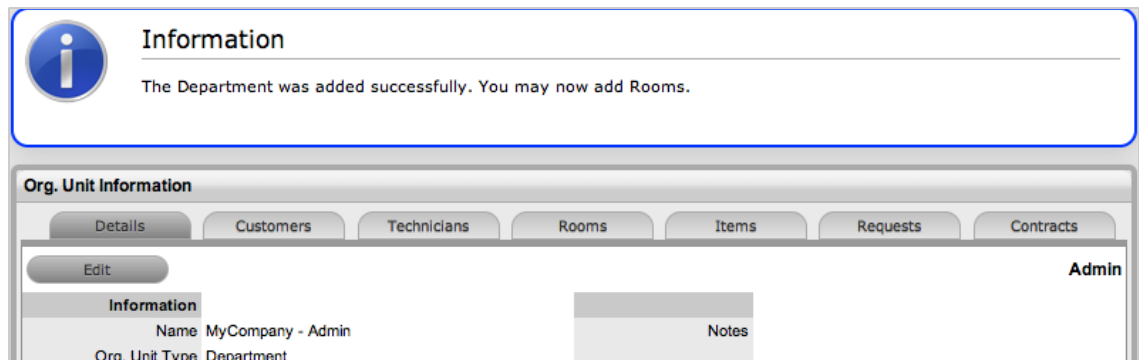 Information
The Department was added successfully. You may now add Rooms.
Org. Unit Information
Details Customers Technicians Rooms Items Requests Contracts
Edit Admin
Information
Name MyCompany - Admin Notes
Org. Unit Type Department